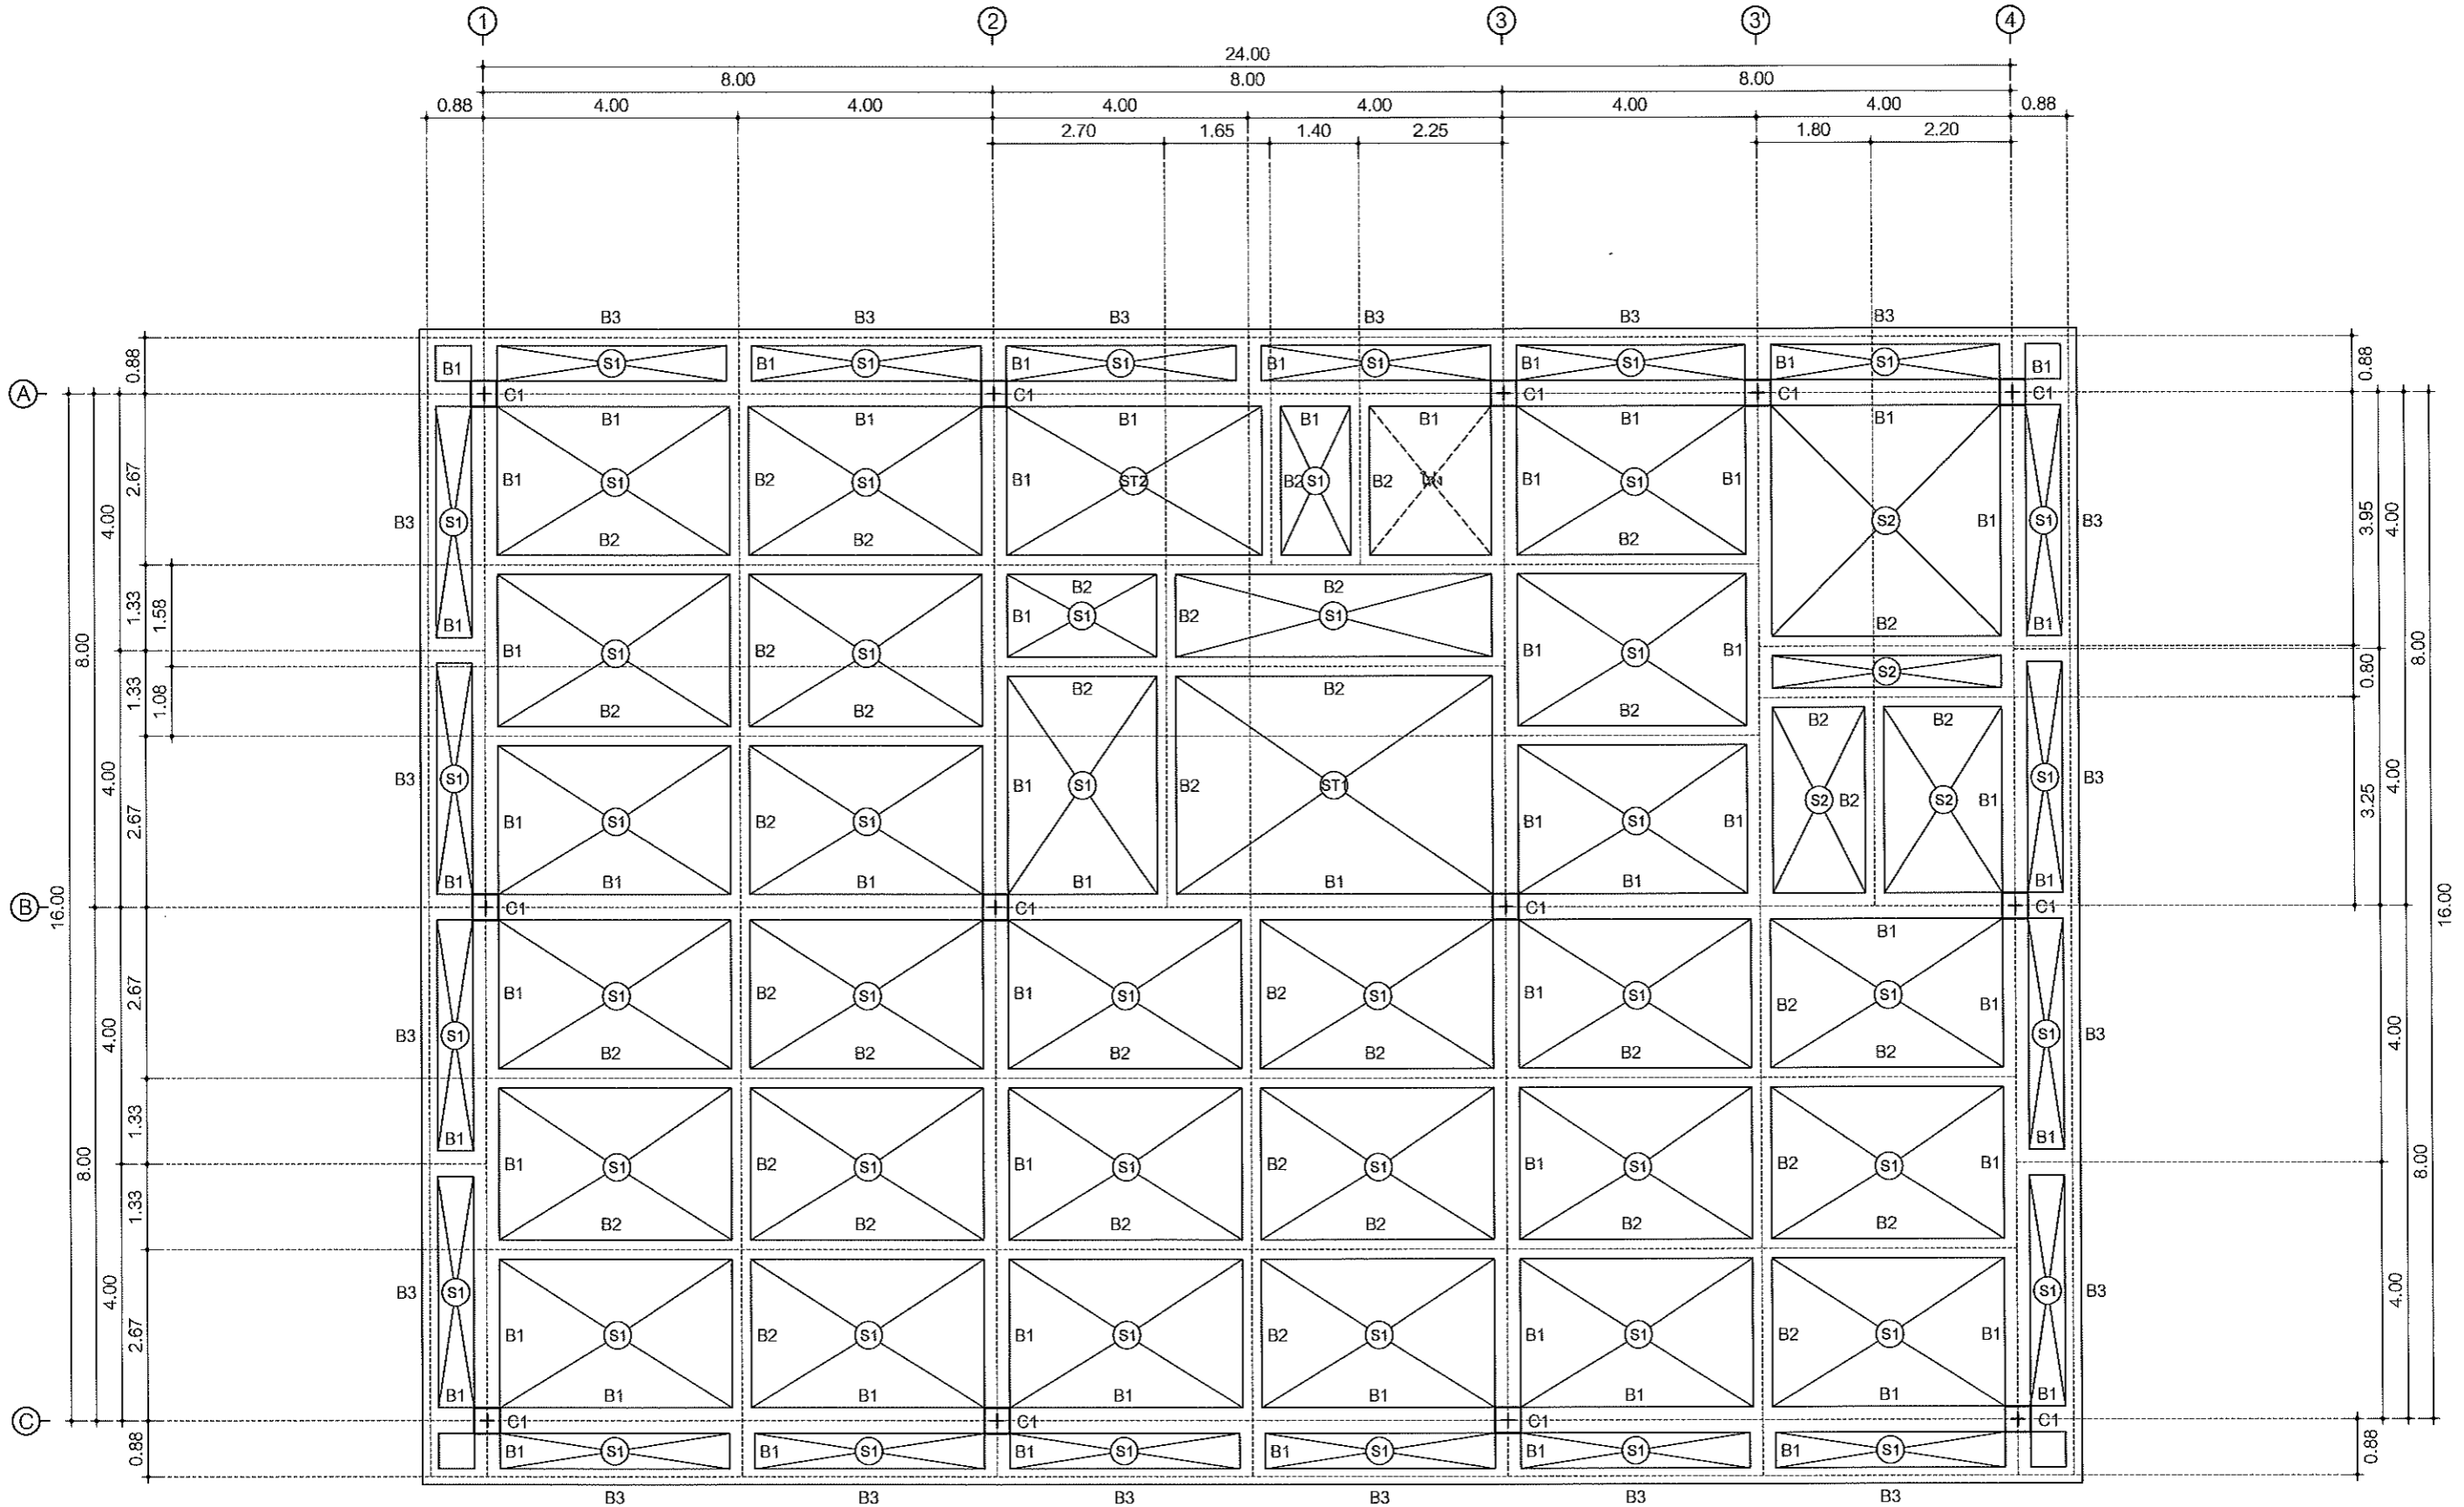 1 2 3 3' 4
24.00
8.00 8.00 8.00
0.88 4.00 4.00 4.00 4.00 4.00 4.00 0.88
2.70 1.65 1.40 2.25 1.80 2.20
B3 B3 B3 B3 B3 B3
0.88 B1 S1 B1 S1 B1 S1 B1 S1 B1 S1 B1 S1 B1 0.88
A C1 C1 C1 C1 C1
B1 B1 B1 B1 B1 B1 B1
2.67 B1 S1 B2 S1 B1 ST2 B2 S1 B2 B1 S1 B1
4.00 B3 S1 S2 B1 S1 B3 3.95 4.00
B2 B2 B2
1.33 1.58 B2 B2
B1 S1 B2 S1 B1 B2 B1
8.00 B1 S1 B2 S1 B1 S1 B1 8.00
1.33 1.08 B2 B2 S2 0.80
B2 B2 B2 B2 B2
4.00 B3 S1 B1 S1 B2 ST1 S1 B3 4.00
2.67 B1 S1 B2 S1 B1 S1 B1 S2 B2 S2 B1 3.25
B1 B1 B1 B1 B1 B1 B1
16.00 16.00
B C1 C1 C1 C1
B1
2.67 B1 S1 B2 S1 B1 S1 B2 S1 B1 S1 B2 S1 B1
4.00 B3 S1 S1 B3 4.00
B2 B2 B2 B2 B2 B2
1.33 B1 B1
8.00 B1 S1 B2 S1 B1 S1 B2 S1 B1 S1 B2 S1 B1 8.00
1.33 B2 B2 B2 B2 B2 B2
4.00 B3 S1 S1 B3 4.00
2.67 B1 S1 B2 S1 B1 S1 B2 S1 B1 S1 B2 S1 B1
B1 B1 B1 B1 B1 B1 B1 B1
C C1 C1 C1 C1
0.88 B1 S1 B1 S1 B1 S1 B1 S1 B1 S1 B1 S1 0.88
B3 B3 B3 B3 B3 B3